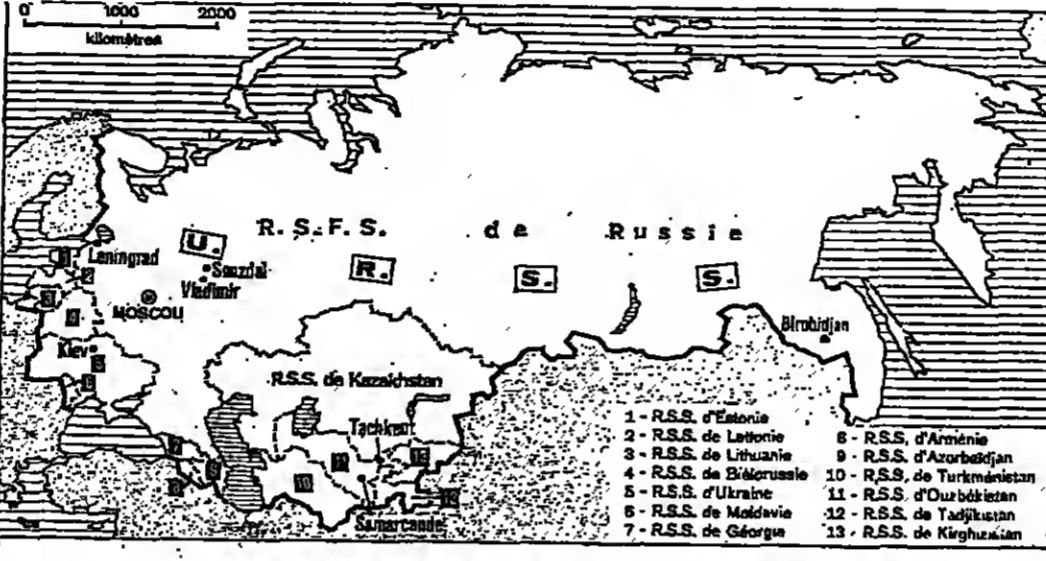 0 1000 2000
kilomètres
R.S.F.S. de Russie
U. R. S. S.
Leningrad
Souzdal
Vladimir
MOSCOU
Kiev
Birobidjan
R.S.S. de Kazakhstan
Tachkent
Samarcande
1 - R.S.S. d'Estonie
2 - R.S.S. de Lettonie
3 - R.S.S. de Lithuanie
4 - R.S.S. de Biélorussie
5 - R.S.S. d'Ukraine
6 - R.S.S. de Moldavie
7 - R.S.S. de Géorgie
8 - R.S.S. d'Arménie
9 - R.S.S. d'Azerbaïdjan
10 - R.S.S. de Turkménistan
11 - R.S.S. d'Ouzbékistan
12 - R.S.S. de Tadjikistan
13 - R.S.S. de Kirghizistan